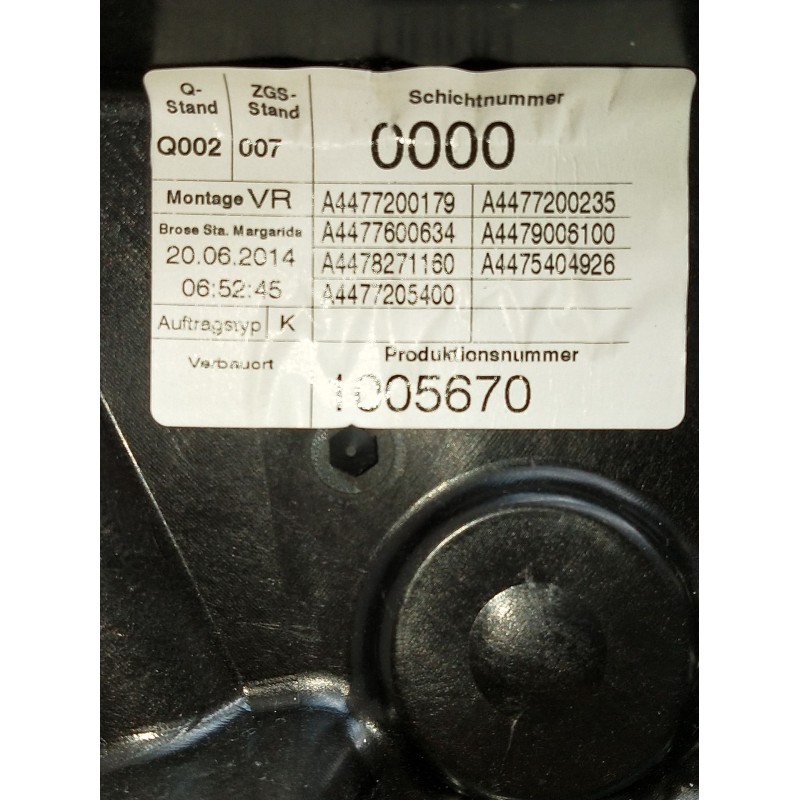 Q-Stand ZGS-Stand Schichtnummer
Q002 007 0000
Montage VR A4477200179 A4477200235
Brose Sta. Margarida A4477600634 A4479006100
20.06.2014 A4478271160 A4475404926
06:52:45 A4477205400
Auftragstyp K
Verbauort Produktionsnummer
1005670